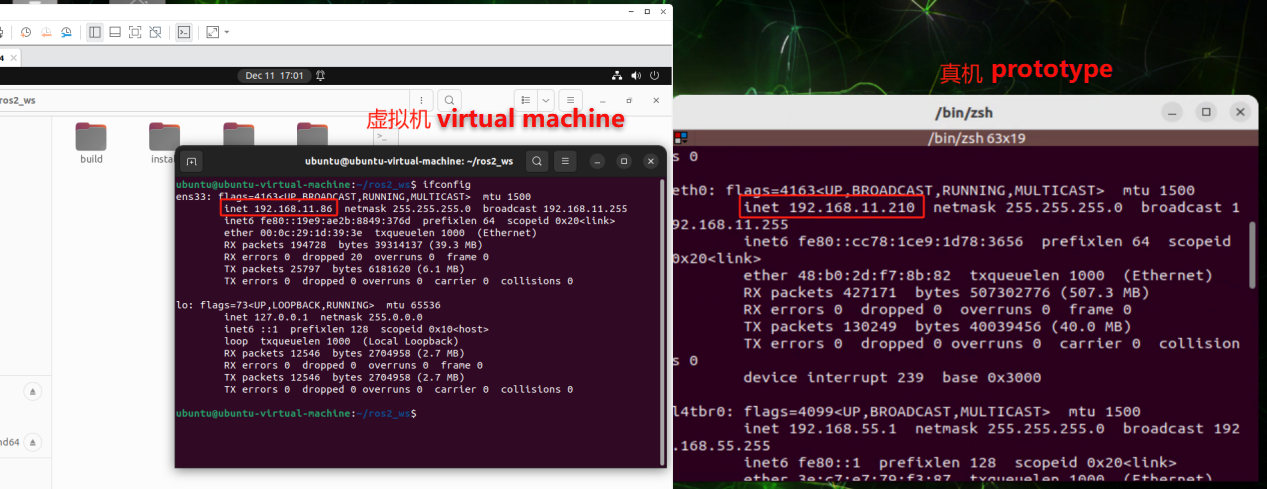 4
Dec 11 17:01
ros2_ws
虚拟机 virtual machine
build
instal
ubuntu@ubuntu-virtual-machine: ~/ros2_ws
ubuntu@ubuntu-virtual-machine:~/ros2_ws$ ifconfig
ens33: flags=4163<UP,BROADCAST,RUNNING,MULTICAST> mtu 1500
inet 192.168.11.86 netmask 255.255.255.0 broadcast 192.168.11.255
inet6 fe80::19e9:ae2b:8849:376d prefixlen 64 scopeid 0x20<link>
ether 00:0c:29:1d:39:3e txqueuelen 1000 (Ethernet)
RX packets 194728 bytes 39314137 (39.3 MB)
RX errors 0 dropped 20 overruns 0 frame 0
TX packets 25797 bytes 6181620 (6.1 MB)
TX errors 0 dropped 0 overruns 0 carrier 0 collisions 0
lo: flags=73<UP,LOOPBACK,RUNNING> mtu 65536
inet 127.0.0.1 netmask 255.0.0.0
inet6 ::1 prefixlen 128 scopeid 0x10<host>
loop txqueuelen 1000 (Local Loopback)
RX packets 12546 bytes 2704958 (2.7 MB)
RX errors 0 dropped 0 overruns 0 frame 0
TX packets 12546 bytes 2704958 (2.7 MB)
TX errors 0 dropped 0 overruns 0 carrier 0 collisions 0
ubuntu@ubuntu-virtual-machine:~/ros2_ws$
nd64
真机 prototype
/bin/zsh
/bin/zsh 63x19
s 0
eth0: flags=4163<UP,BROADCAST,RUNNING,MULTICAST> mtu 1500
inet 192.168.11.210 netmask 255.255.255.0 broadcast 1
92.168.11.255
inet6 fe80::cc78:1ce9:1d78:3656 prefixlen 64 scopeid
0x20<link>
ether 48:b0:2d:f7:8b:82 txqueuelen 1000 (Ethernet)
RX packets 427171 bytes 507302776 (507.3 MB)
RX errors 0 dropped 0 overruns 0 frame 0
TX packets 130249 bytes 40039456 (40.0 MB)
TX errors 0 dropped 0 overruns 0 carrier 0 collision
s 0
device interrupt 239 base 0x3000
l4tbr0: flags=4099<UP,BROADCAST,MULTICAST> mtu 1500
inet 192.168.55.1 netmask 255.255.255.0 broadcast 192
.168.55.255
inet6 fe80::1 prefixlen 128 scopeid 0x20<link>
ether 3e:c7:e7:79:f3:87 txqueuelen 1000 (Ethernet)